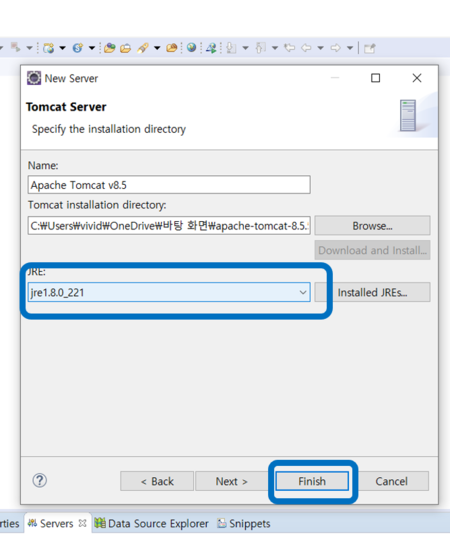 New Server
Tomcat Server
Specify the installation directory
Name:
Apache Tomcat v8.5
Tomcat installation directory:
C:₩Users₩vivid₩OneDrive₩바탕 화면₩apache-tomcat-8.5. Browse...
Download and Install...
JRE:
jre1.8.0_221 Installed JREs...
< Back Next > Finish Cancel
rties Servers Data Source Explorer Snippets